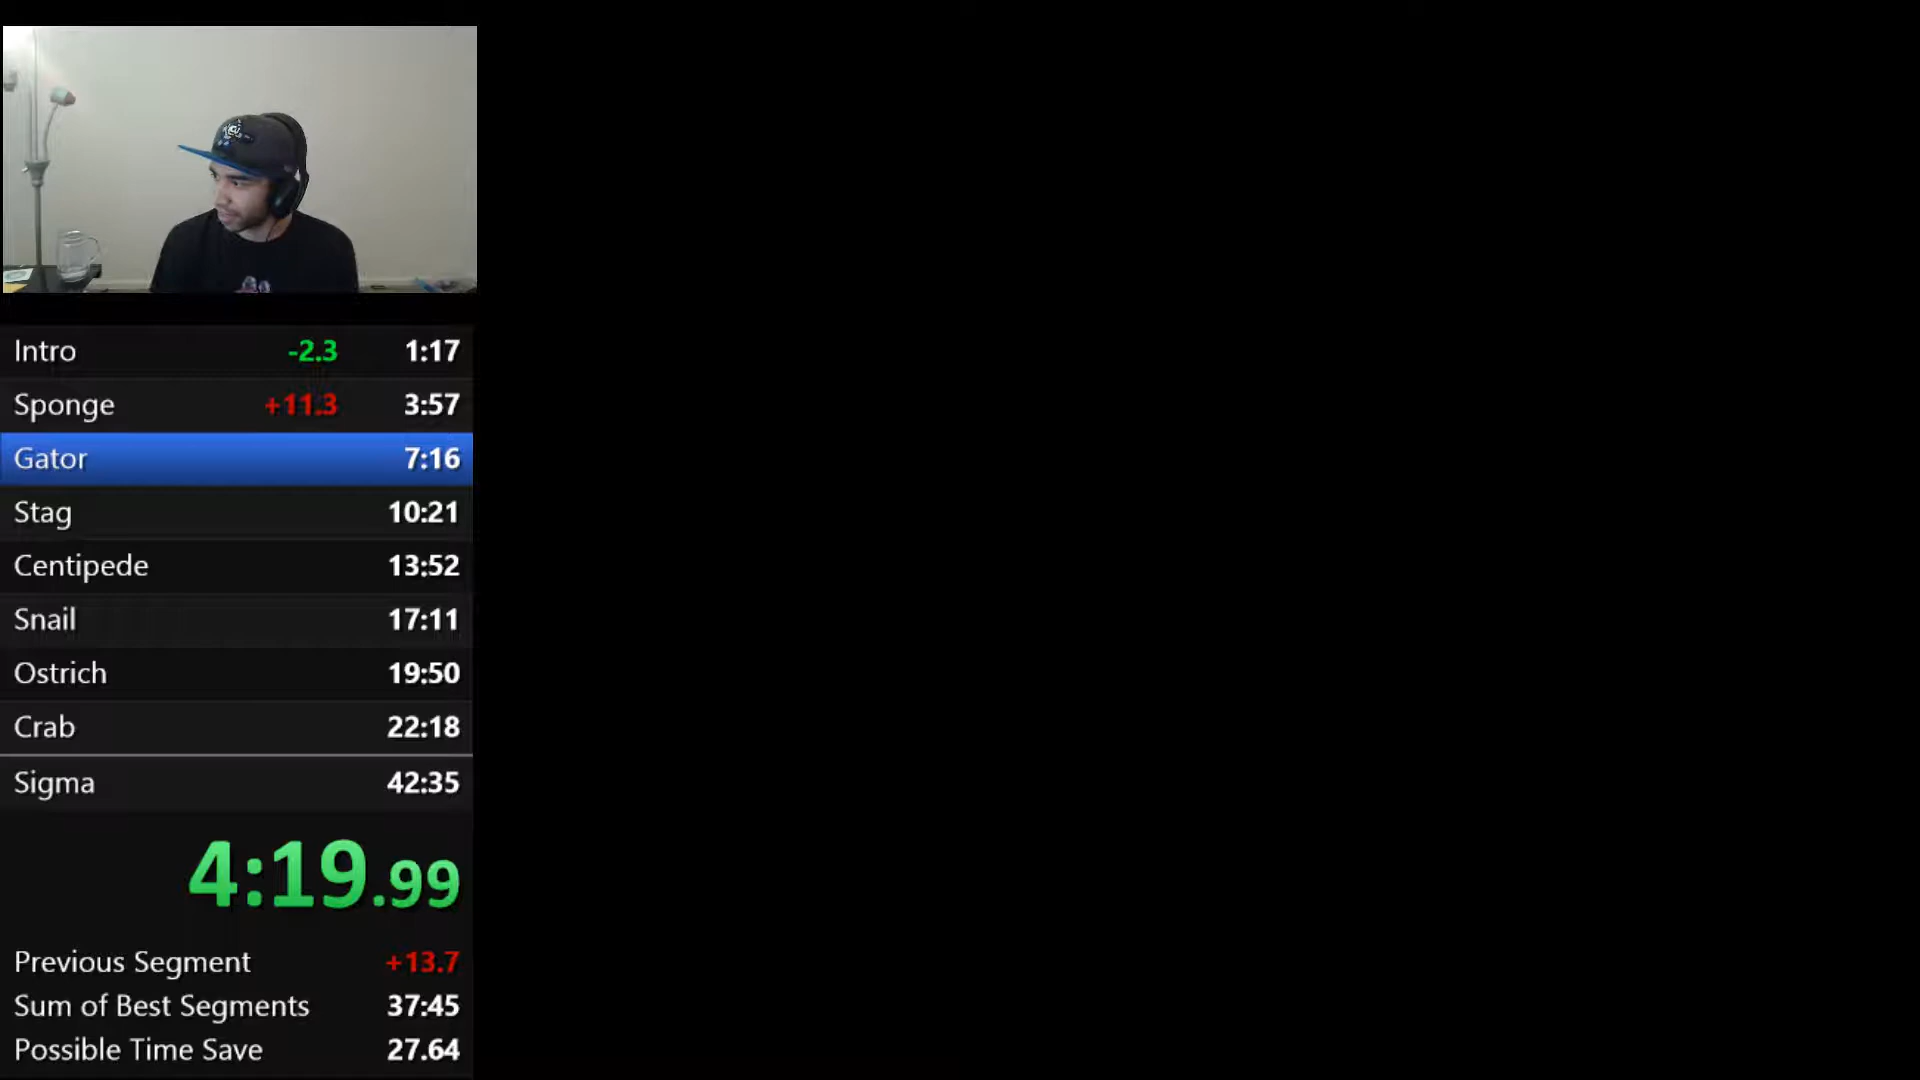 Intro -2.3 1:17
Sponge +11.3 3:57
Gator 7:16
Stag 10:21
Centipede 13:52
Snail 17:11
Ostrich 19:50
Crab 22:18
Sigma 42:35
4:19.99
Previous Segment +13.7
Sum of Best Segments 37:45
Possible Time Save 27.64